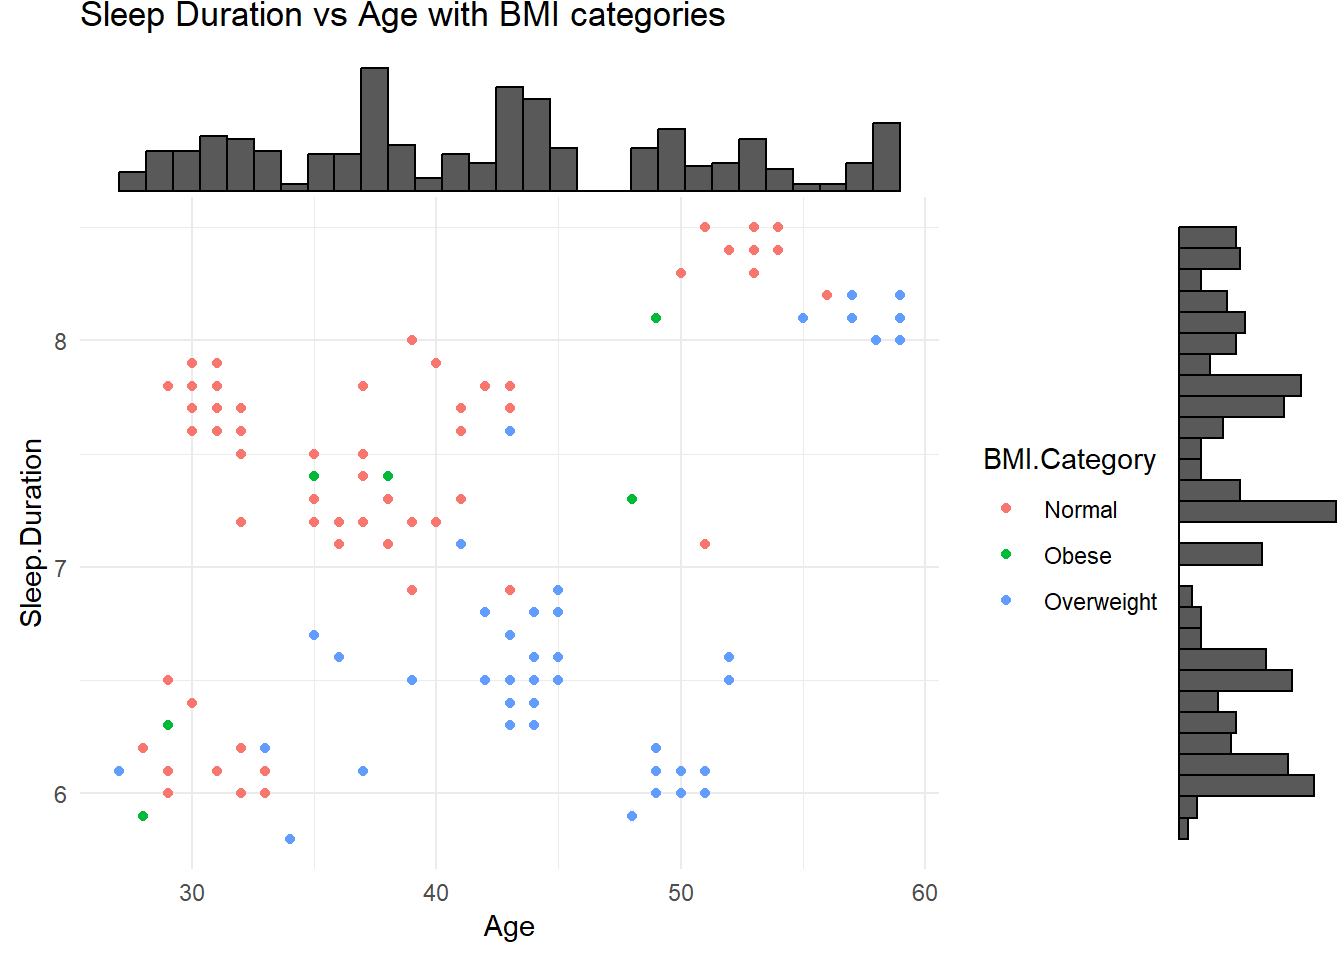 Sleep Duration vs Age with BMI categories
8
7
6
Sleep.Duration
30 40 50 60
Age
BMI.Category
Normal
Obese
Overweight